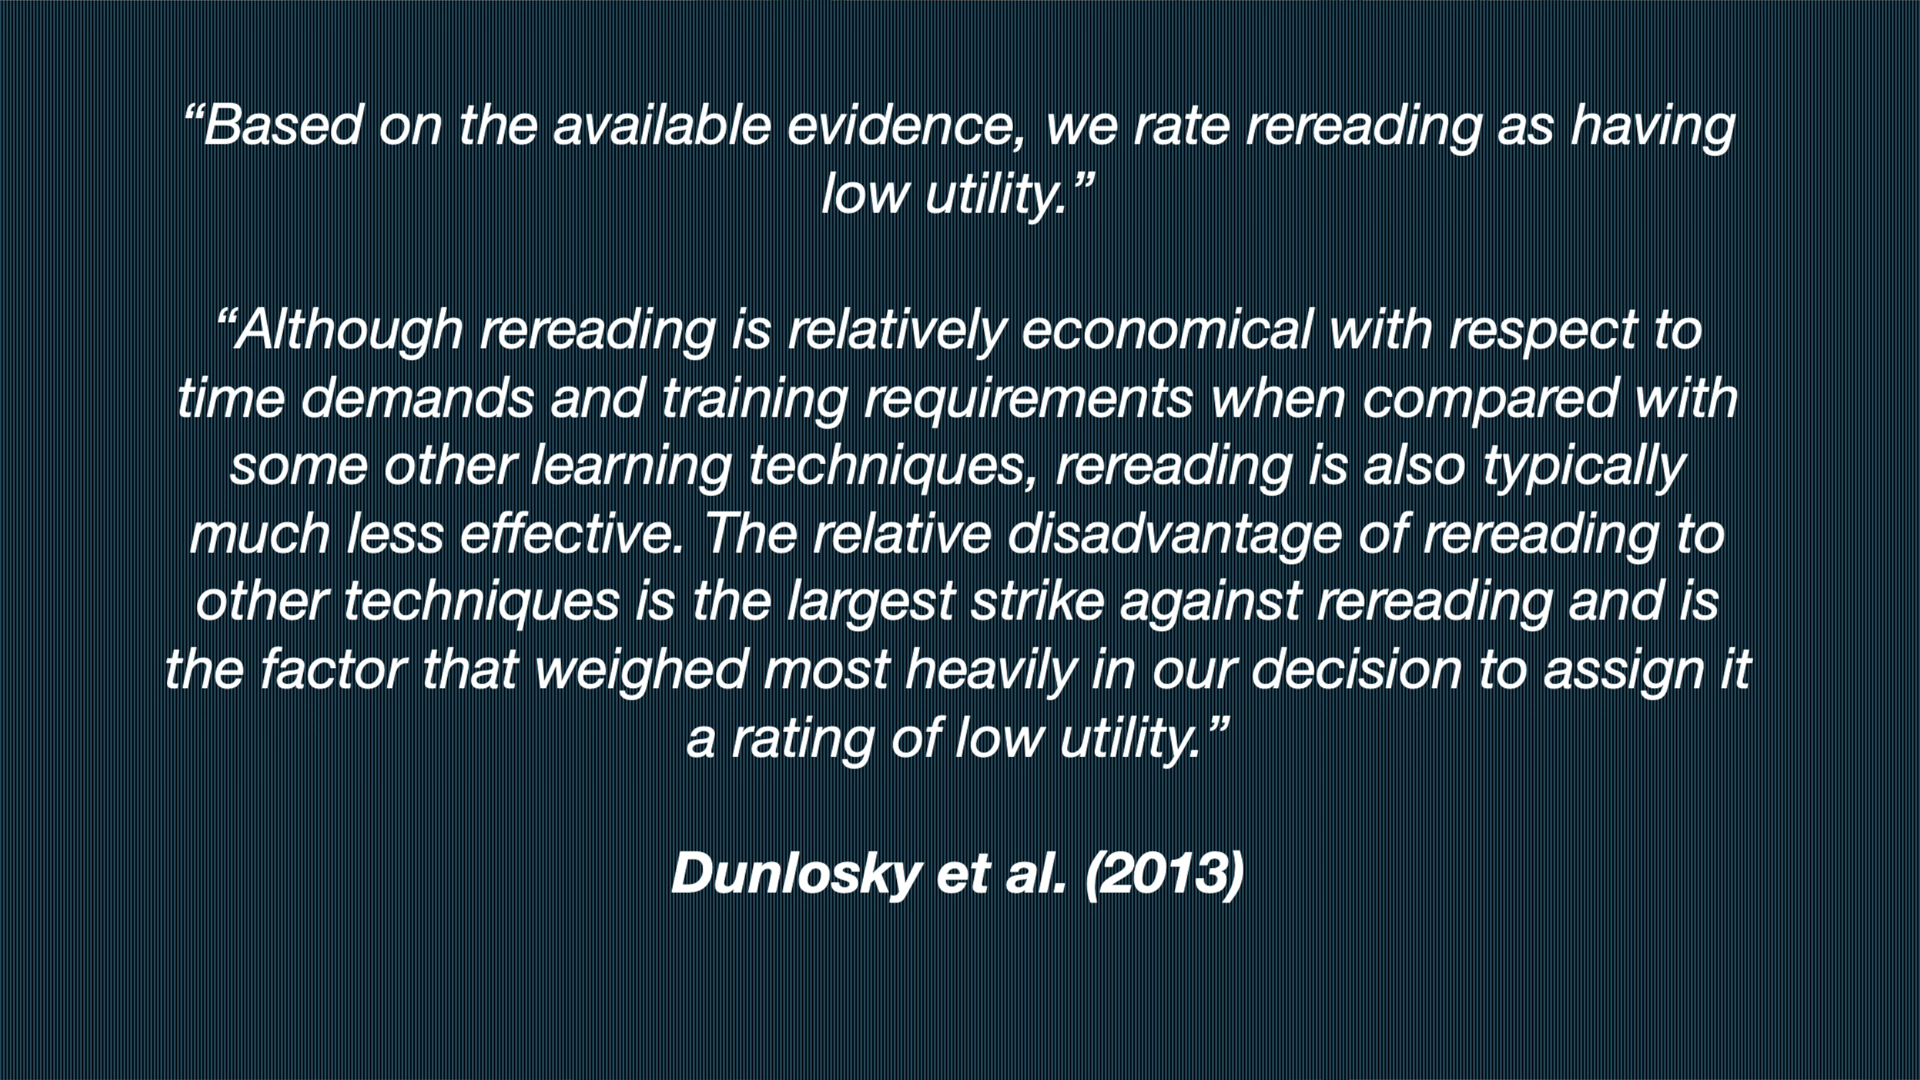 “Based on the available evidence, we rate rereading as having
low utility.”
“Although rereading is relatively economical with respect to
time demands and training requirements when compared with
some other learning techniques, rereading is also typically
much less effective. The relative disadvantage of rereading to
other techniques is the largest strike against rereading and is
the factor that weighed most heavily in our decision to assign it
a rating of low utility.”
Dunlosky et al. (2013)